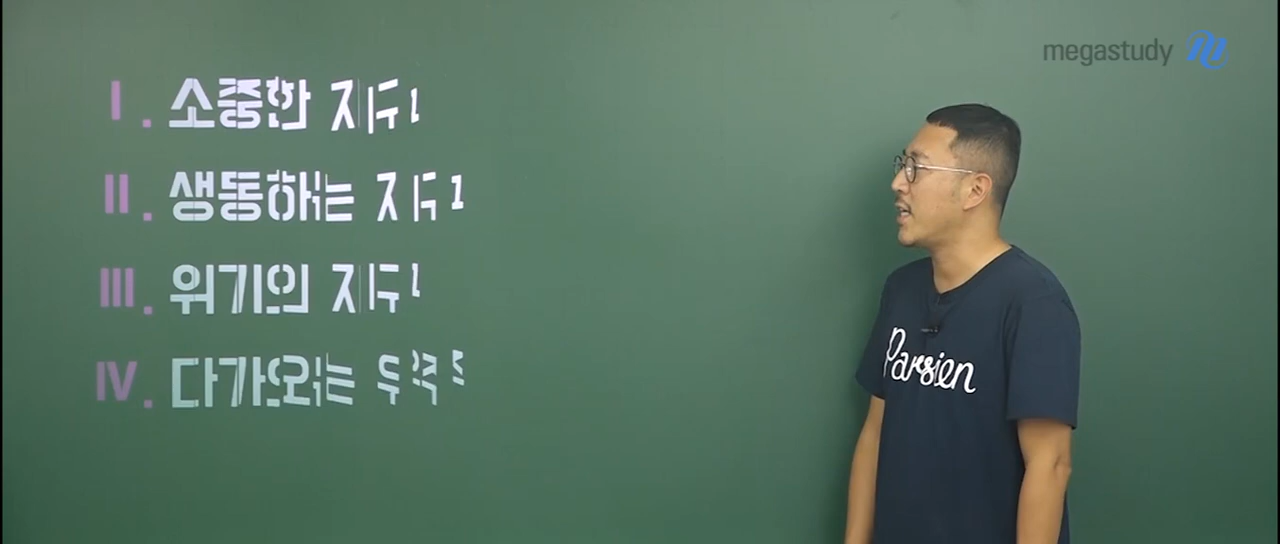 megastudy
I. 소중한 지구
II. 생동하는 지구
III. 위기의 지구
IV. 다가오는 우주
Parisien